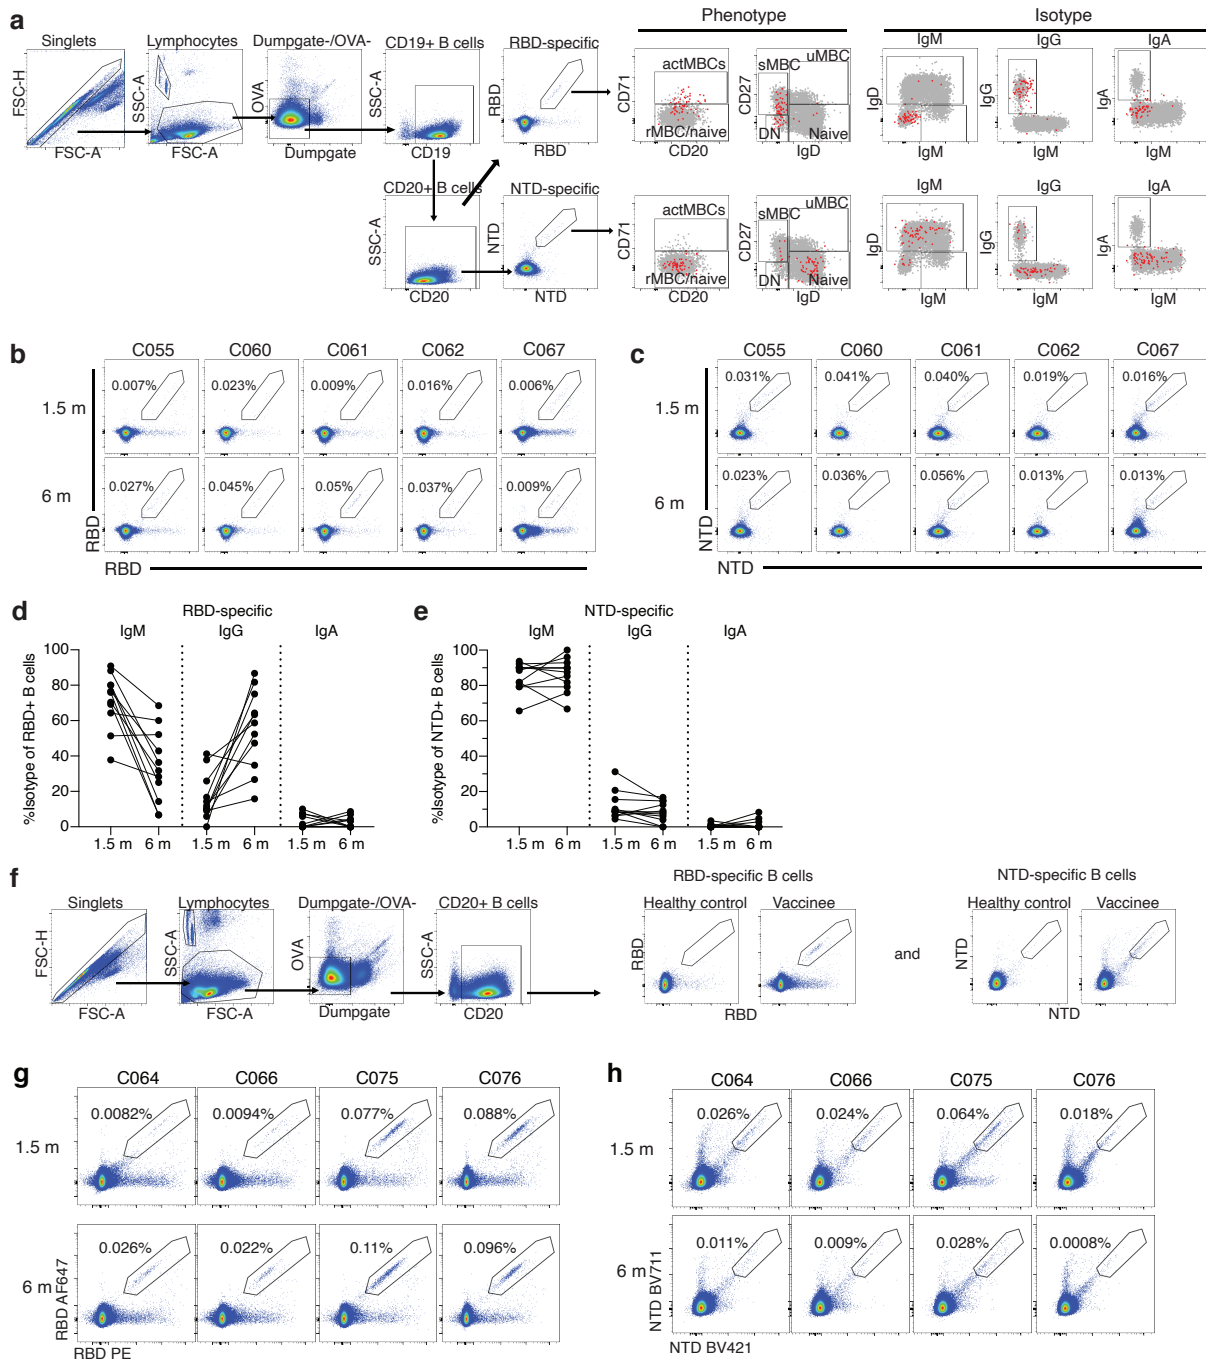 a
Phenotype
Isotype
Singlets
Lymphocytes
Dumpgate-/OVA-
CD19+ B cells
RBD-specific
IgM
IgG
IgA
FSC-H
SSC-A
OVA
SSC-A
RBD
CD71
actMBCs
rMBC/naive
CD27
sMBC
uMBC
DN
Naive
IgD
IgG
IgA
FSC-A
FSC-A
Dumpgate
CD19
RBD
CD20
IgD
IgM
IgM
IgM
CD20+ B cells
NTD-specific
IgM
IgG
IgA
SSC-A
NTD
CD71
actMBCs
rMBC/naive
CD27
sMBC
uMBC
DN
Naive
IgD
IgG
IgA
CD20
NTD
CD20
IgD
IgM
IgM
IgM
b
C055 C060 C061 C062 C067
1.5 m
0.007% 0.023% 0.009% 0.016% 0.006%
6 m
0.027% 0.045% 0.05% 0.037% 0.009%
RBD
RBD
c
C055 C060 C061 C062 C067
1.5 m
0.031% 0.041% 0.040% 0.019% 0.016%
6 m
0.023% 0.036% 0.056% 0.013% 0.013%
NTD
NTD
d
RBD-specific
IgM IgG IgA
%Isotype of RBD+ B cells
100
80
60
40
20
0
1.5 m 6 m 1.5 m 6 m 1.5 m 6 m
e
NTD-specific
IgM IgG IgA
%Isotype of NTD+ B cells
100
80
60
40
20
0
1.5 m 6 m 1.5 m 6 m 1.5 m 6 m
f
RBD-specific B cells
NTD-specific B cells
Singlets
Lymphocytes
Dumpgate-/OVA-
CD20+ B cells
Healthy control
Vaccinee
Healthy control
Vaccinee
FSC-H
SSC-A
OVA
SSC-A
RBD
and
NTD
FSC-A
FSC-A
Dumpgate
CD20
RBD
NTD
g
C064 C066 C075 C076
1.5 m
0.0082% 0.0094% 0.077% 0.088%
6 m
0.026% 0.022% 0.11% 0.096%
RBD AF647
RBD PE
h
C064 C066 C075 C076
1.5 m
0.026% 0.024% 0.064% 0.018%
6 m
0.011% 0.009% 0.028% 0.0008%
NTD BV711
NTD BV421